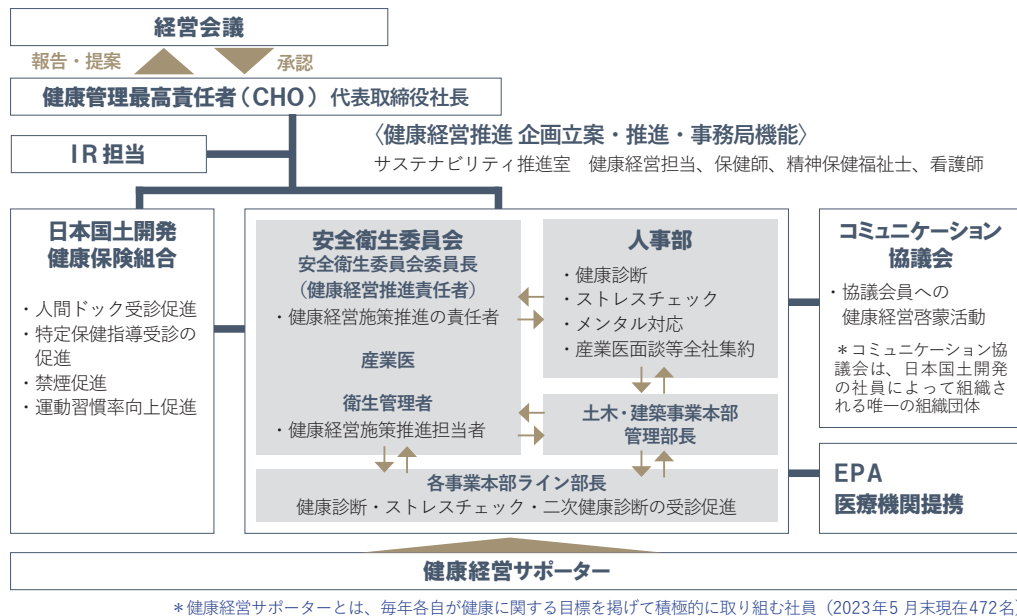 経営会議
報告・提案
承認
健康管理最高責任者（CHO）代表取締役社長
〈健康経営推進 企画立案・推進・事務局機能〉
IR担当
サステナビリティ推進室　健康経営担当、保健師、精神保健福祉士、看護師
日本国土開発
健康保険組合
・人間ドック受診促進
・特定保健指導受診の
促進
・禁煙促進
・運動習慣率向上促進
安全衛生委員会
安全衛生委員会委員長
（健康経営推進責任者）
・健康経営施策推進の責任者
産業医
衛生管理者
・健康経営施策推進担当者
人事部
・健康診断
・ストレスチェック
・メンタル対応
・産業医面談等全社集約
土木・建築事業本部
管理部長
各事業本部ライン部長
健康診断・ストレスチェック・二次健康診断の受診促進
コミュニケーション
協議会
・協議会員への
健康経営啓蒙活動
＊コミュニケーション協
議会は、日本国土開発
の社員によって組織さ
れる唯一の組織団体
EPA
医療機関提携
健康経営サポーター
＊健康経営サポーターとは、毎年各自が健康に関する目標を掲げて積極的に取り組む社員（2023年5月末現在472名）